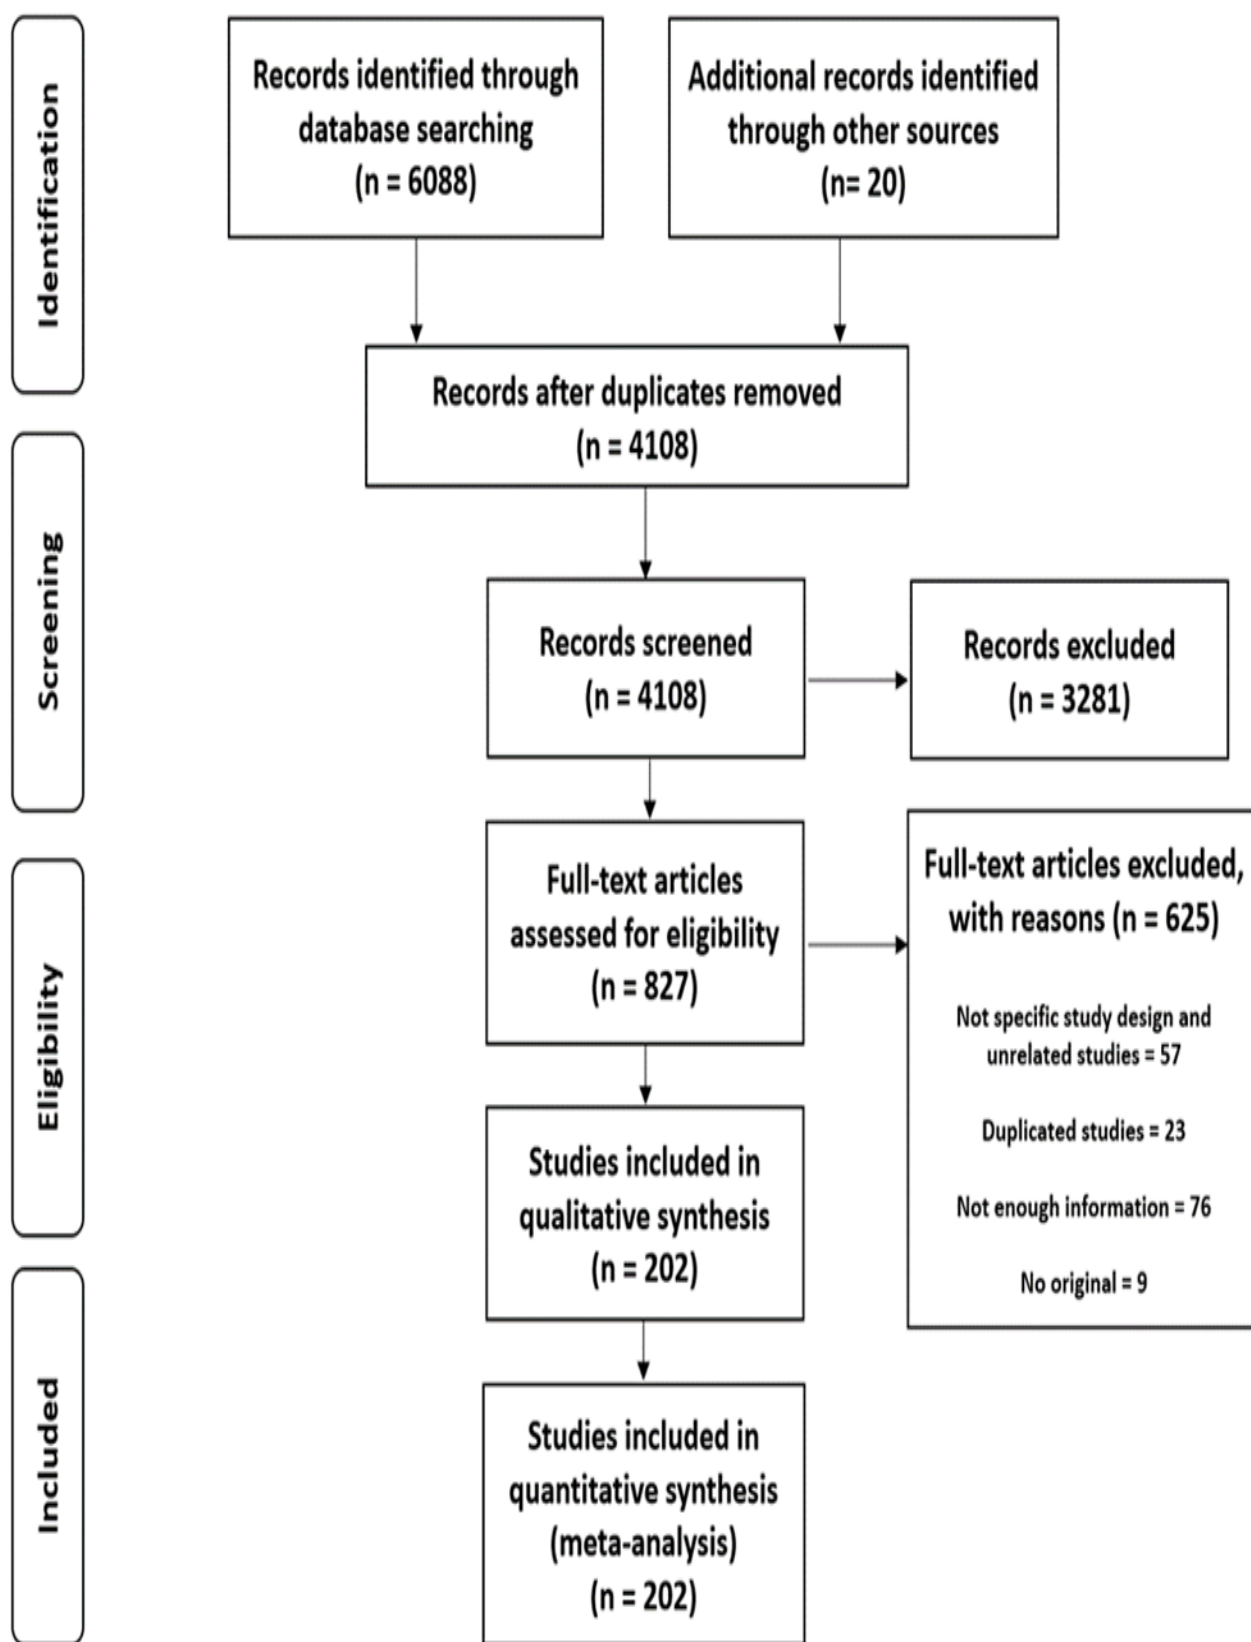 Identification
Records identified through
database searching
(n = 6088)
Additional records identified
through other sources
(n= 20)
Records after duplicates removed
(n = 4108)
Screening
Records screened
(n = 4108)
Records excluded
(n = 3281)
Eligibility
Full-text articles
assessed for eligibility
(n = 827)
Full-text articles excluded,
with reasons (n = 625)
Not specific study design and
unrelated studies = 57
Duplicated studies = 23
Not enough information = 76
No original = 9
Studies included in
qualitative synthesis
(n = 202)
Included
Studies included in
quantitative synthesis
(meta-analysis)
(n = 202)